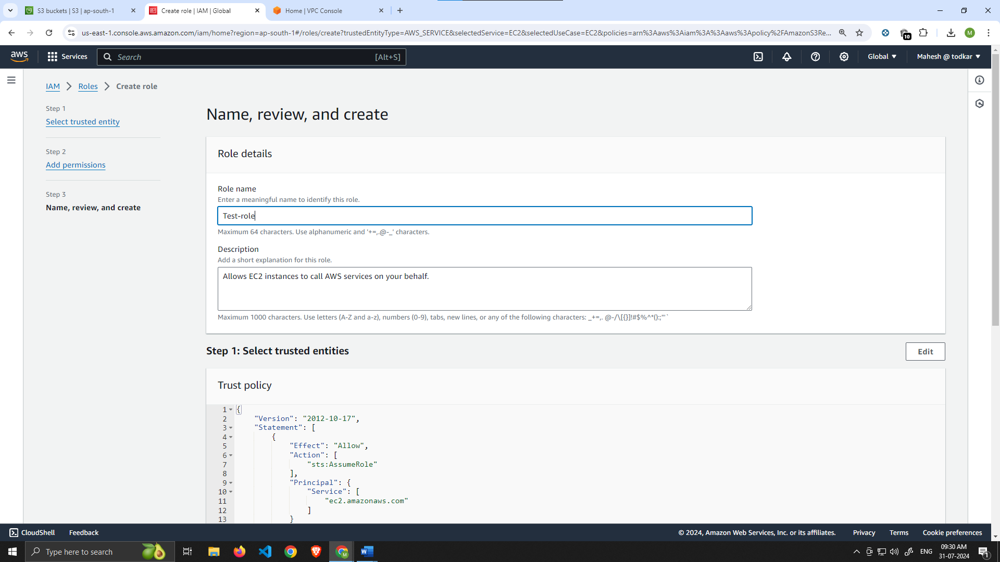 S3 buckets | S3 | ap-south-1
Create role | IAM | Global
Home | VPC Console
us-east-1.console.aws.amazon.com/iam/home?region=ap-south-1#/roles/create?trustedEntityType=AWS_SERVICE&selectedService=EC2&selectedUseCase=EC2&policies=arn%3Aaws%3Aiam%3A%3Aaws%3Apolicy%2FAmazonS3Re...
10
M
aws
Services
Search
[Alt+S]
Global
Mahesh @ todkar
IAM
Roles
Create role
Step 1
Select trusted entity
Step 2
Add permissions
Step 3
Name, review, and create
Name, review, and create
Role details
Role name
Enter a meaningful name to identify this role.
Test-role
Maximum 64 characters. Use alphanumeric and '+=,.@-_' characters.
Description
Add a short explanation for this role.
Allows EC2 instances to call AWS services on your behalf.
Maximum 1000 characters. Use letters (A-Z and a-z), numbers (0-9), tabs, new lines, or any of the following characters: _+=,. @-/\[{}]!#$%^*();:"'`
Step 1: Select trusted entities
Edit
Trust policy
1 {
2 "Version": "2012-10-17",
3 "Statement": [
4 {
5 "Effect": "Allow",
6 "Action": [
7 "sts:AssumeRole"
8 ],
9 "Principal": {
10 "Service": [
11 "ec2.amazonaws.com"
12 ]
13 }
CloudShell
Feedback
© 2024, Amazon Web Services, Inc. or its affiliates.
Privacy
Terms
Cookie preferences
Type here to search
M
W
ENG
09:30 AM
31-07-2024
1